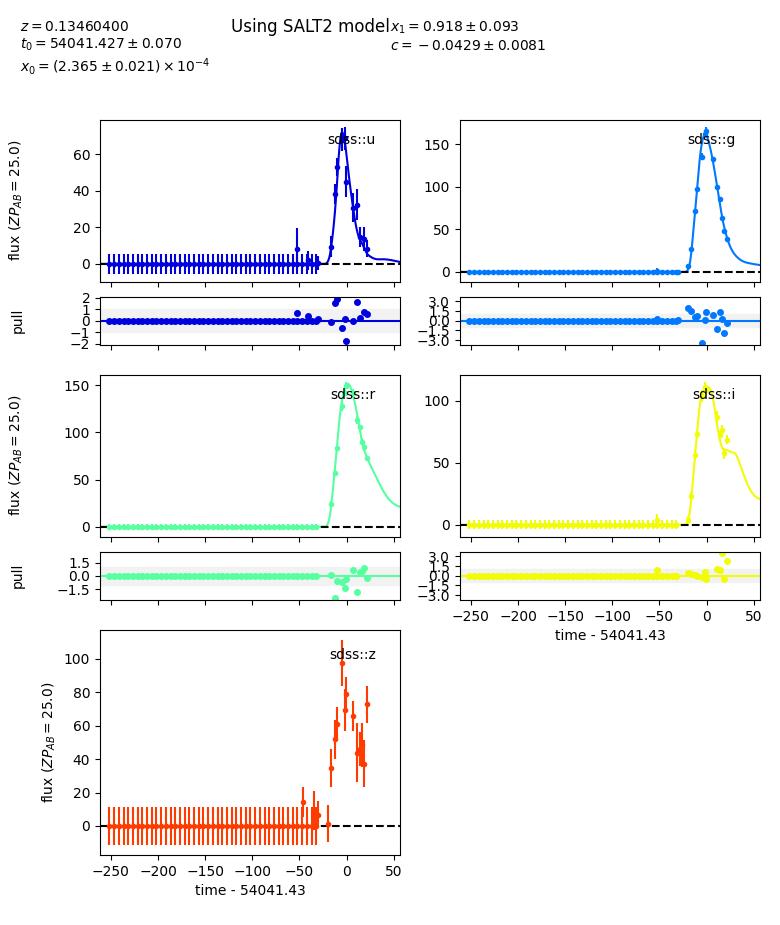 z = 0.13460400
Using SALT2 model
x₁ = 0.918 ± 0.093
t₀ = 54041.427 ± 0.070
c = −0.0429 ± 0.0081
x₀ = (2.365 ± 0.021) × 10⁻⁴
flux (ZP_AB = 25.0)
sdss::u
60
40
20
0
sdss::g
150
100
50
0
pull
2
1
0
−1
−2
3.0
1.5
0.0
−1.5
−3.0
flux (ZP_AB = 25.0)
sdss::r
150
100
50
0
sdss::i
100
50
0
pull
1.5
0.0
−1.5
3.0
1.5
0.0
−1.5
−3.0
−250 −200 −150 −100 −50 0 50
time - 54041.43
flux (ZP_AB = 25.0)
sdss::z
100
80
60
40
20
0
−250 −200 −150 −100 −50 0 50
time - 54041.43